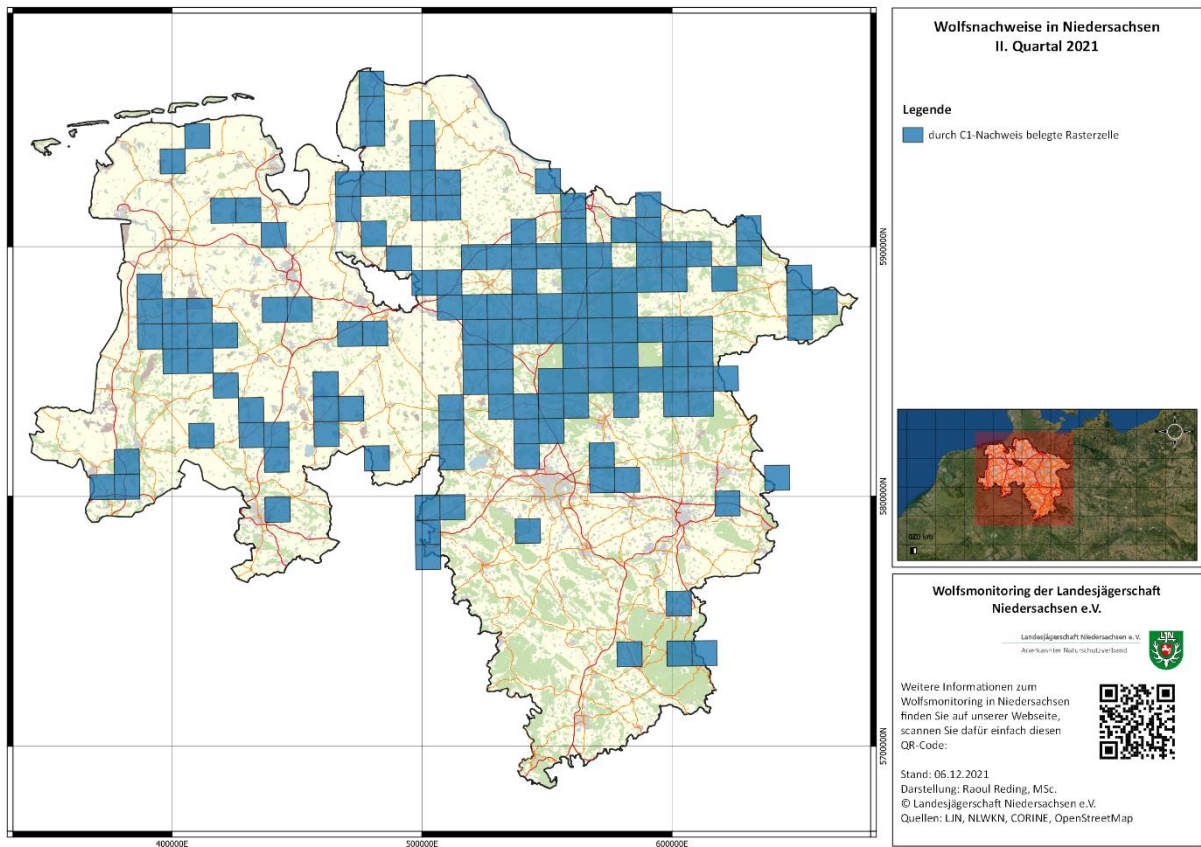 Wolfsnachweise in Niedersachsen
II. Quartal 2021
Legende
durch C1-Nachweis belegte Rasterzelle
5900000N
5800000N
5700000N
400000E
500000E
600000E
Wolfsmonitoring der Landesjägerschaft
Niedersachsen e.V.
Landesjägerschaft Niedersachsen e. V.
Anerkannter Naturschutzverband
LJN
Weitere Informationen zum
Wolfsmonitoring in Niedersachsen
finden Sie auf unserer Webseite,
scannen Sie dafür einfach diesen
QR-Code:
Stand: 06.12.2021
Darstellung: Raoul Reding, MSc.
© Landesjägerschaft Niedersachsen e.V.
Quellen: LJN, NLWKN, CORINE, OpenStreetMap